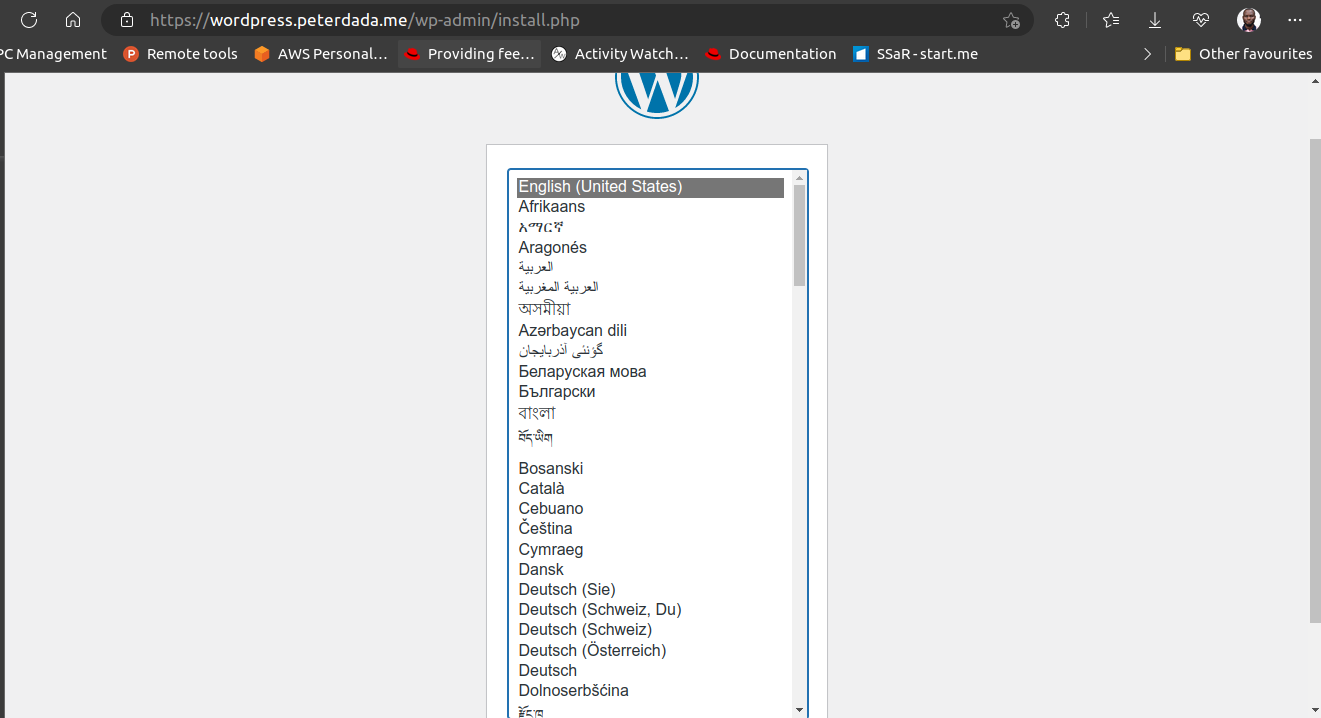 https://wordpress.peterdada.me/wp-admin/install.php
PC Management
Remote tools
AWS Personal...
Providing fee...
Activity Watch...
Documentation
SSaR - start.me
Other favourites
English (United States)
Afrikaans
አማርኛ
Aragonés
العربية
العربية المغربية
অসমীয়া
Azərbaycan dili
گؤنئی آذربایجان
Беларуская мова
Български
বাংলা
བོད་ཡིག
Bosanski
Català
Cebuano
Čeština
Cymraeg
Dansk
Deutsch (Sie)
Deutsch (Schweiz, Du)
Deutsch (Schweiz)
Deutsch (Österreich)
Deutsch
Dolnoserbšćina
རྫོང་ཁ